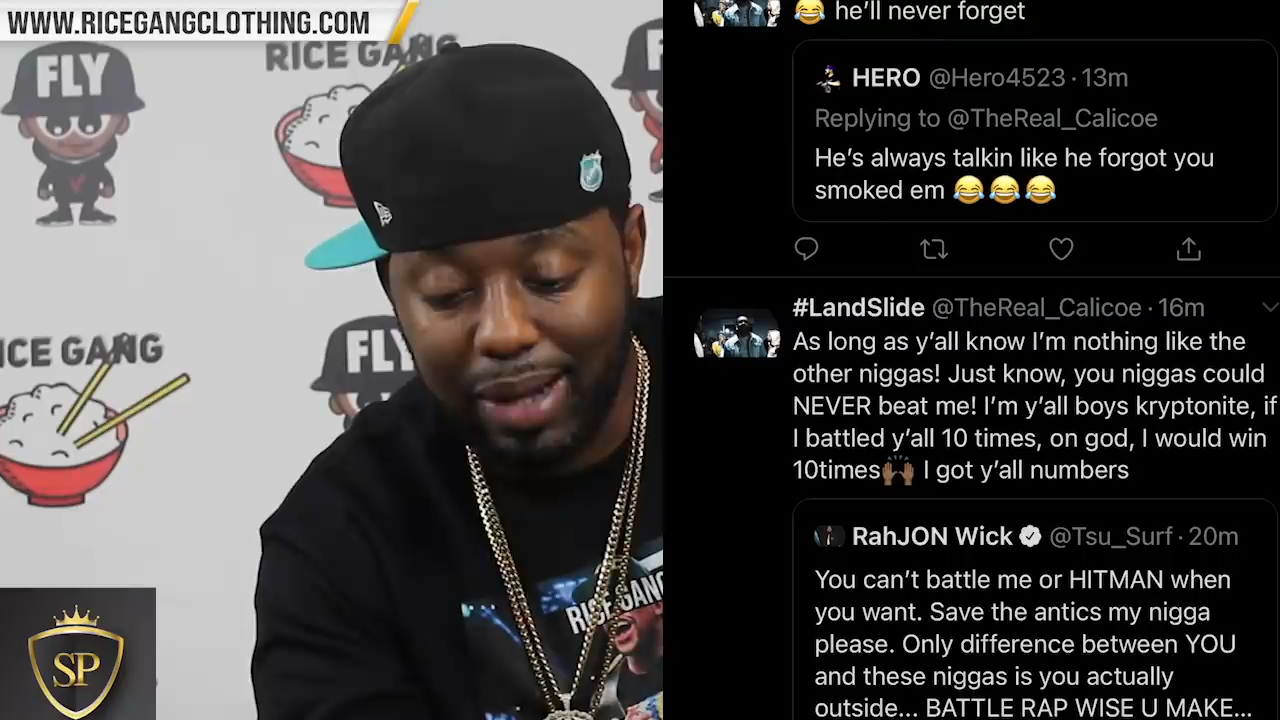 WWW.RICEGANGCLOTHING.COM
FLY
RICE GANG
F
ICE GANG
FLY
RICE GANG
SP
😂 he’ll never forget
HERO @Hero4523 · 13m
Replying to @TheReal_Calicoe
He’s always talkin like he forgot you
smoked em 😂😂😂
#LandSlide @TheReal_Calicoe · 16m
As long as y’all know I’m nothing like the
other niggas! Just know, you niggas could
NEVER beat me! I’m y’all boys kryptonite, if
I battled y’all 10 times, on god, I would win
10times🙌🏾 I got y’all numbers
RahJON Wick @Tsu_Surf · 20m
You can’t battle me or HITMAN when
you want. Save the antics my nigga
please. Only difference between YOU
and these niggas is you actually
outside... BATTLE RAP WISE U MAKE...